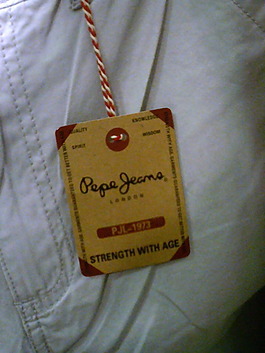 QUALITY
KNOWLEDGE
SPIRIT
WISDOM
Pepe Jeans
LONDON
PJL-1973
STRENGTH WITH AGE